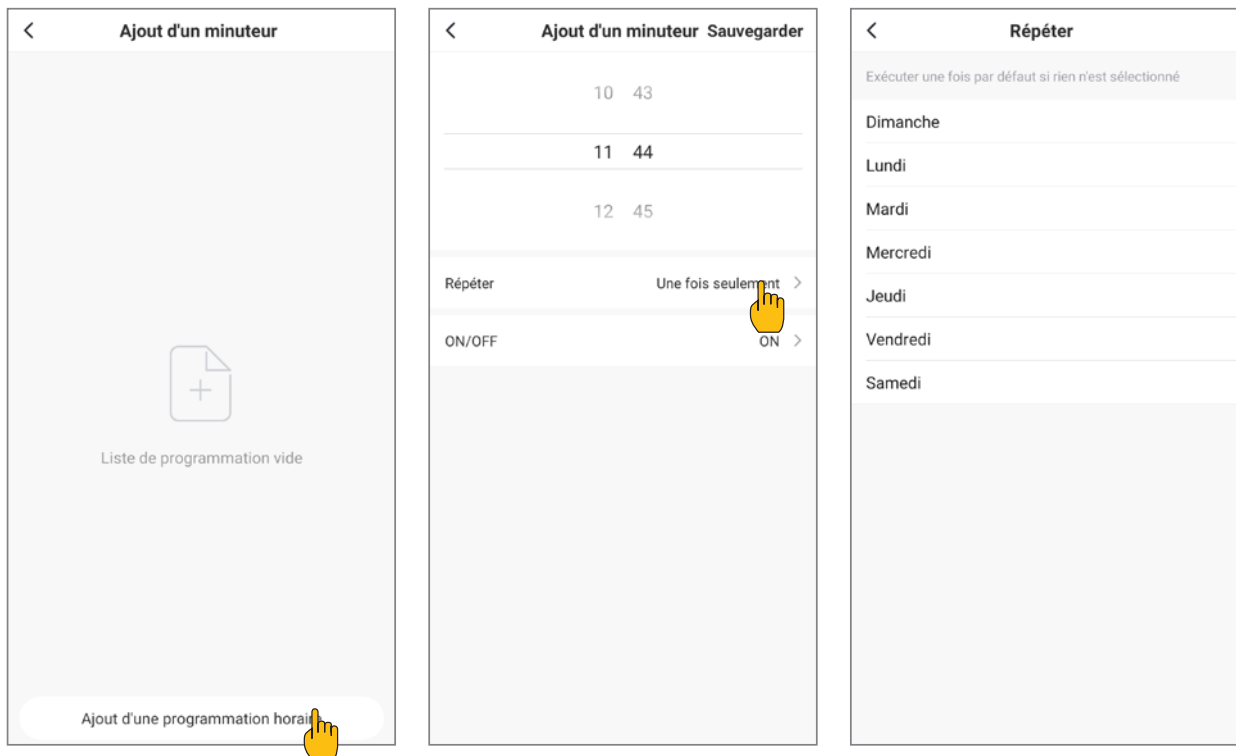 Ajout d'un minuteur
Liste de programmation vide
Ajout d'une programmation
Ajout d'un minuteur Sauvegarder
10 43
11 44
12 45
Répéter Une fois seulement
ON/OFF ON
Répéter
Exécuter une fois par défaut si rien n'est sélectionné
Dimanche
Lundi
Mardi
Mercredi
Jeudi
Vendredi
Samedi